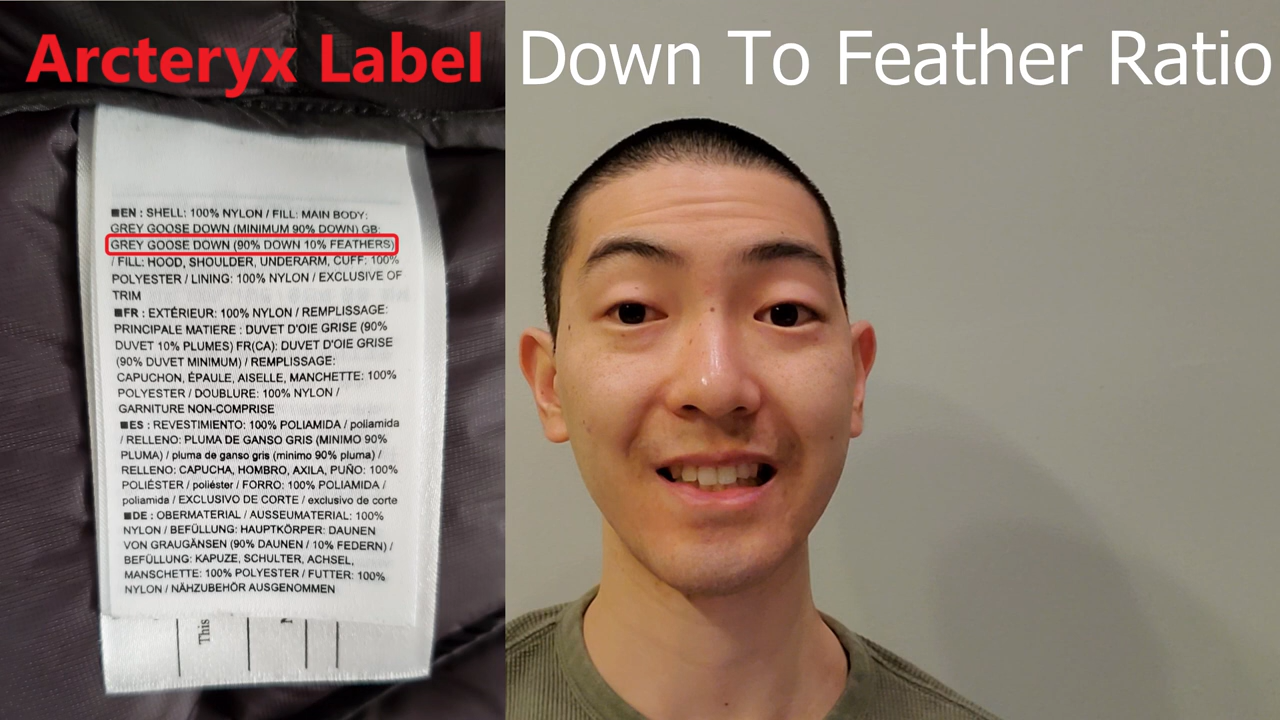 Arcteryx Label
Down To Feather Ratio
■EN : SHELL: 100% NYLON / FILL: MAIN BODY:
GREY GOOSE DOWN (MINIMUM 90% DOWN) GB:
GREY GOOSE DOWN (90% DOWN 10% FEATHERS)
/ FILL: HOOD, SHOULDER, UNDERARM, CUFF: 100%
POLYESTER / LINING: 100% NYLON / EXCLUSIVE OF
TRIM
■FR : EXTÉRIEUR: 100% NYLON / REMPLISSAGE:
PRINCIPALE MATIERE : DUVET D'OIE GRISE (90%
DUVET 10% PLUMES) FR(CA): DUVET D'OIE GRISE
(90% DUVET MINIMUM) / REMPLISSAGE:
CAPUCHON, ÉPAULE, AISELLE, MANCHETTE: 100%
POLYESTER / DOUBLURE: 100% NYLON /
GARNITURE NON-COMPRISE
■ES : REVESTIMIENTO: 100% POLIAMIDA / poliamida
/ RELLENO: PLUMA DE GANSO GRIS (MINIMO 90%
PLUMA) / pluma de ganso gris (minimo 90% pluma) /
RELLENO: CAPUCHA, HOMBRO, AXILA, PUÑO: 100%
POLIÉSTER / poliéster / FORRO: 100% POLIAMIDA /
poliamida / EXCLUSIVO DE CORTE / exclusivo de corte
■DE : OBERMATERIAL / AUSSEUMATERIAL: 100%
NYLON / BEFÜLLUNG: HAUPTKÖRPER: DAUNEN
VON GRAUGÄNSEN (90% DAUNEN / 10% FEDERN) /
BEFÜLLUNG: KAPUZE, SCHULTER, ACHSEL,
MANSCHETTE: 100% POLYESTER / FUTTER: 100%
NYLON / NÄHZUBEHÖR AUSGENOMMEN
This